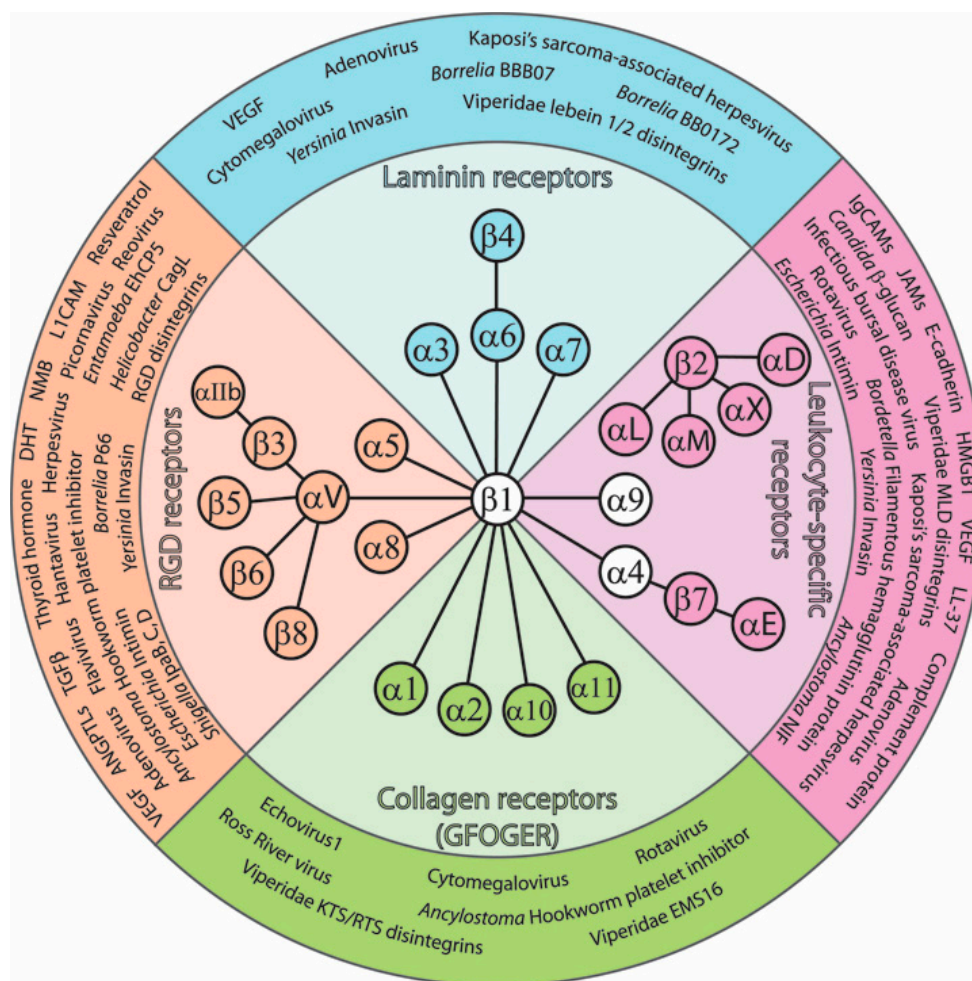 Kaposi's sarcoma-associated herpesvirus
Adenovirus
Borrelia BBB07
Borrelia BB0172
VEGF
Cytomegalovirus
Yersinia Invasin
Viperidae lebein 1/2 disintegrins
Laminin receptors
β4
α6
α3
α7
IgCAMs
JAMs
E-cadherin
HMGB1
VEGF
LL-37
Complement protein
Candida β-glucan
Infectious bursal disease virus
Viperidae MLD disintegrins
Kaposi's sarcoma-associated herpesvirus
Adenovirus
Rotavirus
Bordetella Filamentous hemagglutinin protein
Escherichia Intimin
Yersinia Invasin
Ancylostoma NIF
Leukocyte-specific
receptors
β2
αD
αX
αM
αL
α9
α4
β7
αE
β1
Resveratrol
L1CAM
NMB
DHT
Thyroid hormone
TGFβ
ANGPTLs
VEGF
Reovirus
Picornavirus
Herpesvirus
Hantavirus
Flavivirus
Adenovirus
Entamoeba EhCP5
Helicobacter CagL
RGD disintegrins
Borrelia P66
Yersinia Invasin
Ancylostoma Hookworm platelet inhibitor
Escherichia Intimin
Shigella IpaB, C, D
RGD receptors
αIIb
β3
α5
β5
αV
α8
β6
β8
α1
α2
α10
α11
Collagen receptors
(GFOGER)
Echovirus1
Ross River virus
Viperidae KTS/RTS disintegrins
Cytomegalovirus
Rotavirus
Ancylostoma Hookworm platelet inhibitor
Viperidae EMS16